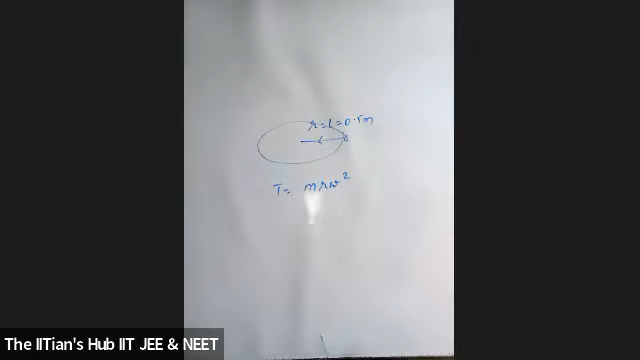 r=l=0.5m
T= mrω²
The IITian's Hub IIT JEE & NEET